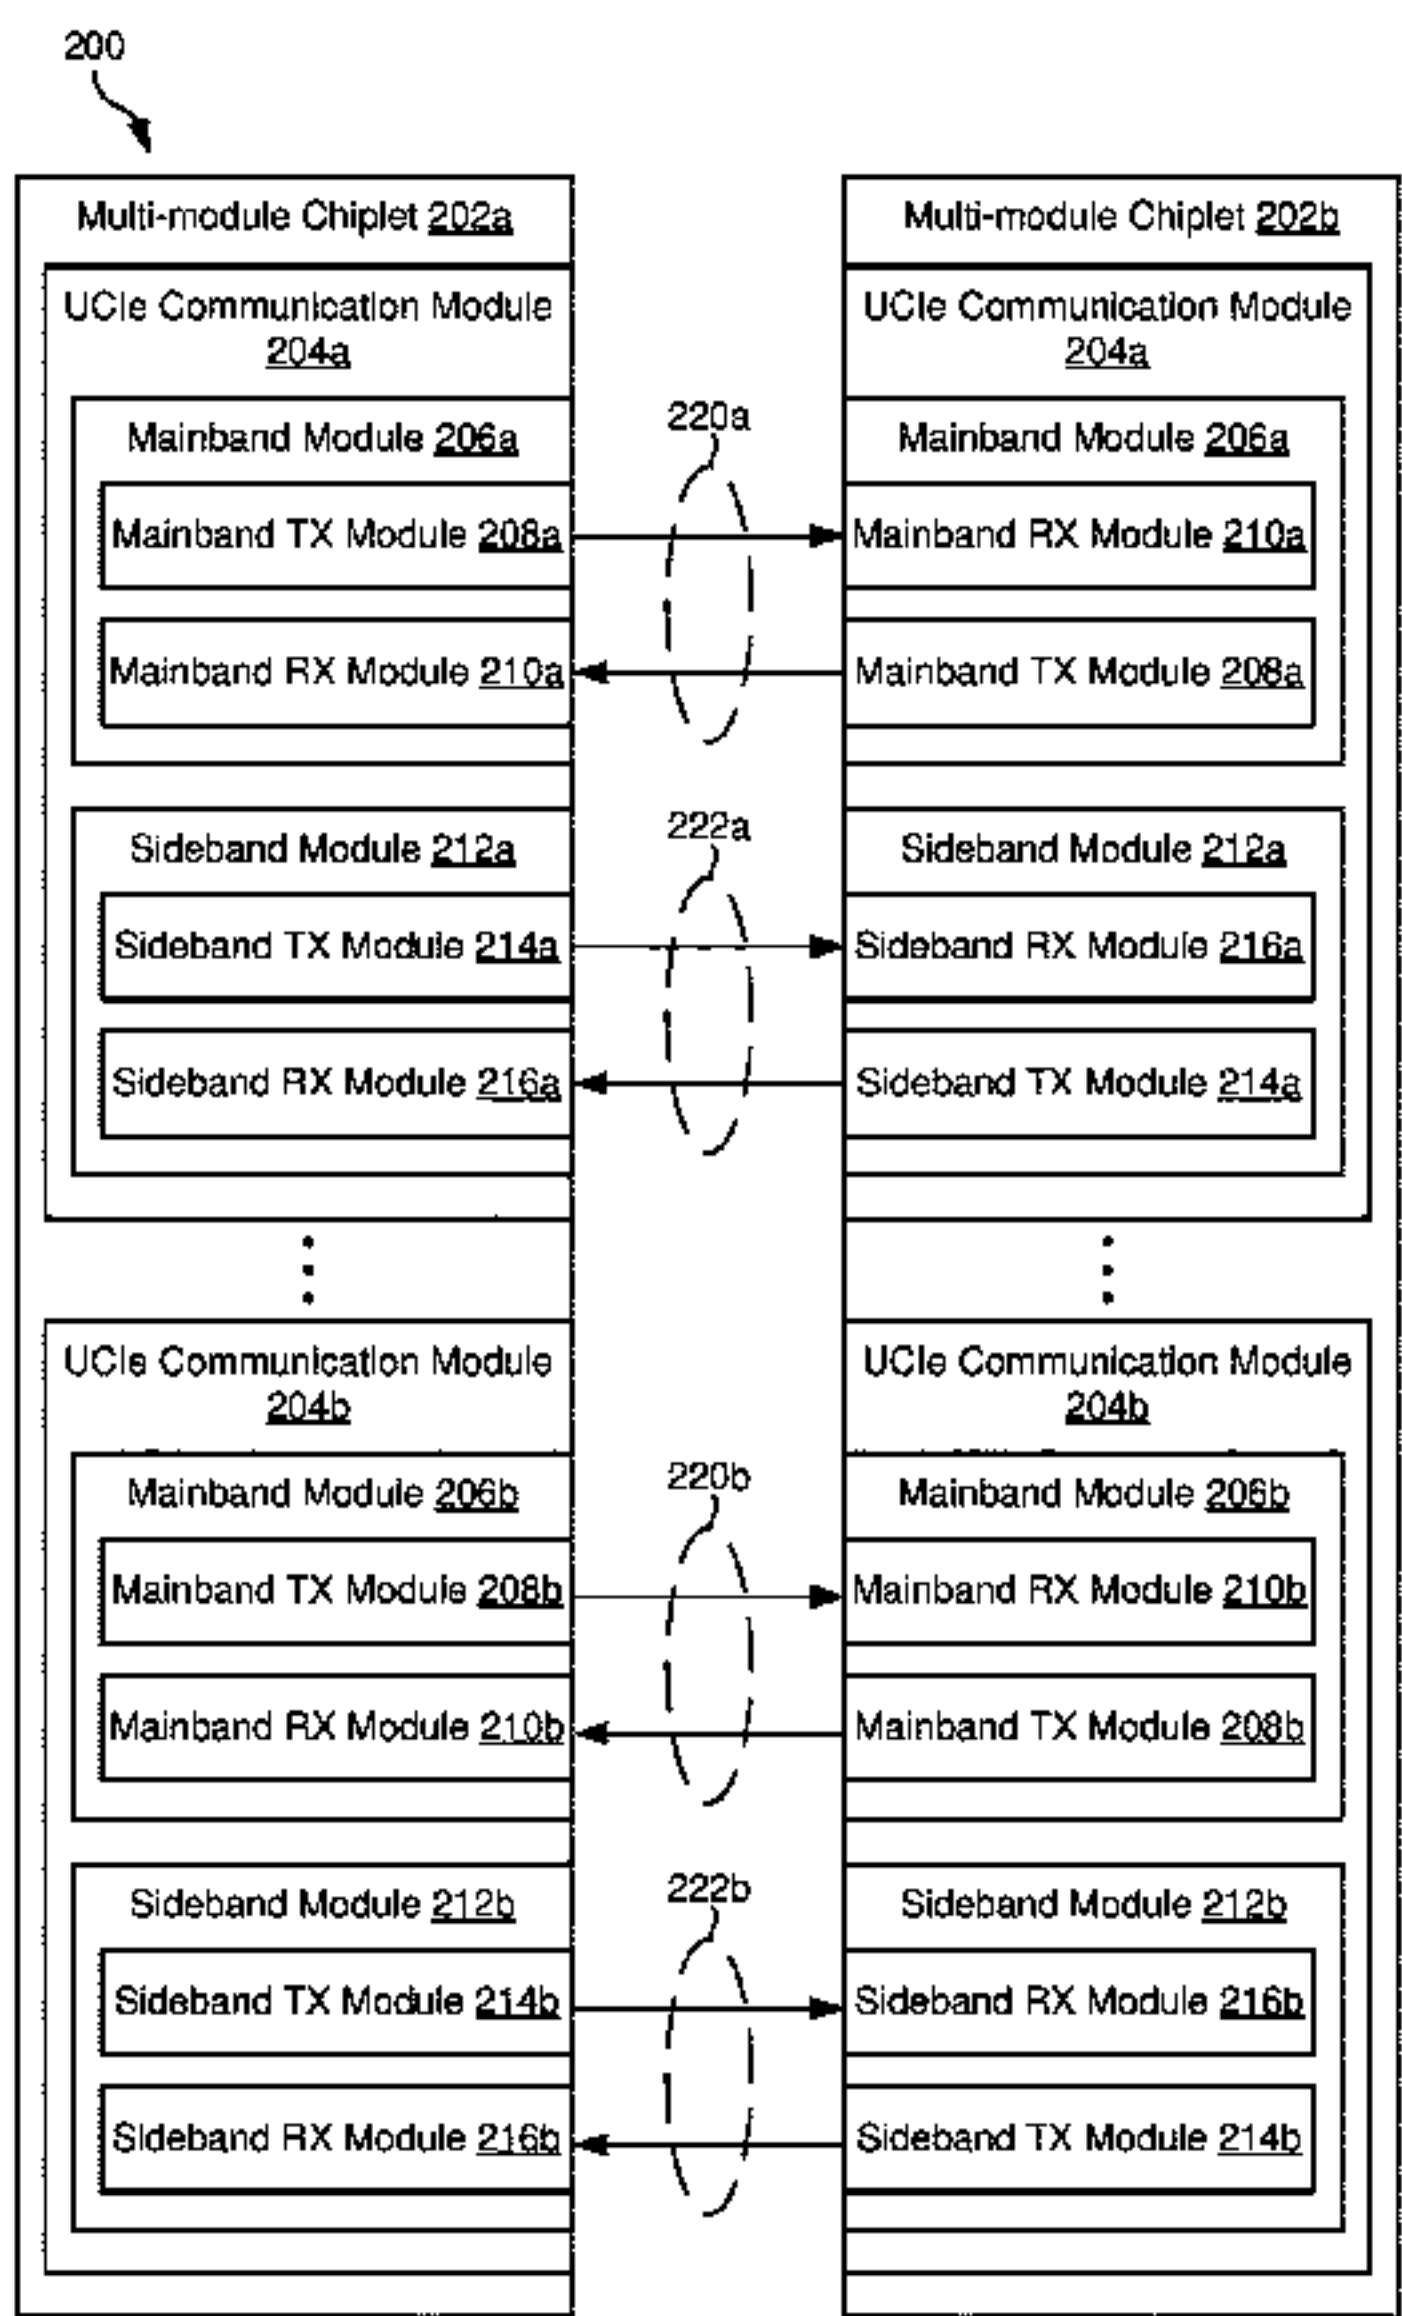 200
Multi-module Chiplet 202a
UCIe Communication Module
204a
Mainband Module 206a
Mainband TX Module 208a
Mainband RX Module 210a
Sideband Module 212a
Sideband TX Module 214a
Sideband RX Module 216a
UCIe Communication Module
204b
Mainband Module 206b
Mainband TX Module 208b
Mainband RX Module 210b
Sideband Module 212b
Sideband TX Module 214b
Sideband RX Module 216b
220a
222a
220b
222b
Multi-module Chiplet 202b
UCIe Communication Module
204a
Mainband Module 206a
Mainband RX Module 210a
Mainband TX Module 208a
Sideband Module 212a
Sideband RX Module 216a
Sideband TX Module 214a
UCIe Communication Module
204b
Mainband Module 206b
Mainband RX Module 210b
Mainband TX Module 208b
Sideband Module 212b
Sideband RX Module 216b
Sideband TX Module 214b